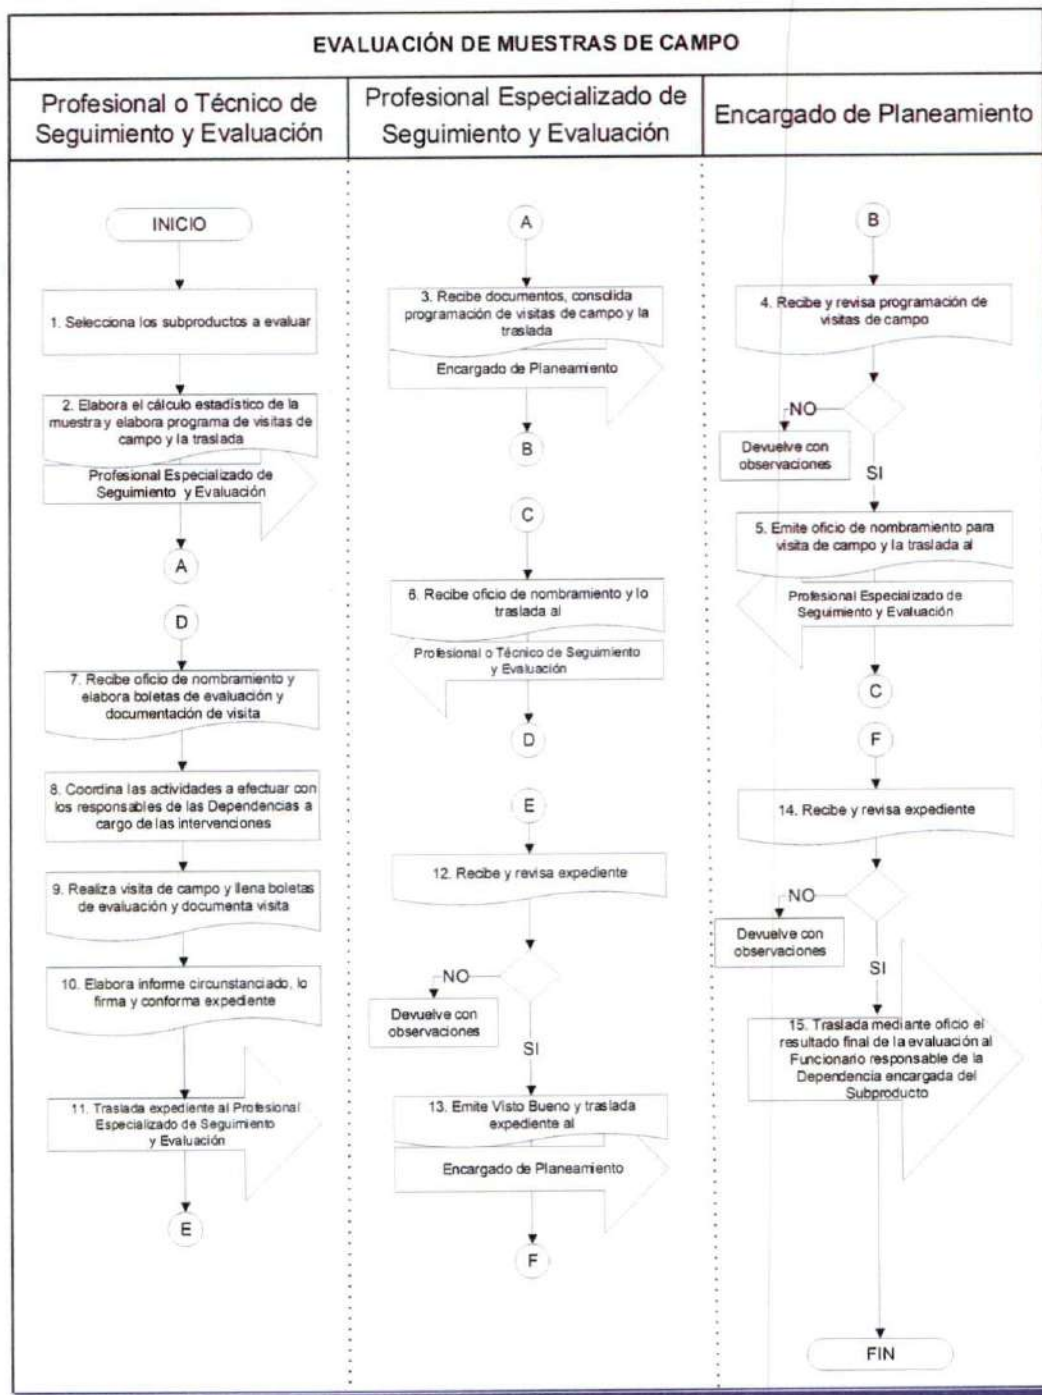 EVALUACIÓN DE MUESTRAS DE CAMPO
Profesional o Técnico de
Seguimiento y Evaluación
Profesional Especializado de
Seguimiento y Evaluación
Encargado de Planeamiento
INICIO
1. Selecciona los subproductos a evaluar
2. Elabora el cálculo estadístico de la
muestra y elabora programa de visitas de
campo y la traslada
Profesional Especializado de
Seguimiento y Evaluación
A
D
7. Recibe oficio de nombramiento y
elabora boletas de evaluación y
documentación de visita
8. Coordina las actividades a efectuar con
los responsables de las Dependencias a
cargo de las intervenciones
9. Realiza visita de campo y llena boletas
de evaluación y documenta visita
10. Elabora informe circunstanciado, lo
firma y conforma expediente
11. Traslada expediente al Profesional
Especializado de Seguimiento
y Evaluación
E
A
3. Recibe documentos, consolida
programación de visitas de campo y la
traslada
Encargado de Planeamiento
B
C
6. Recibe oficio de nombramiento y lo
traslada al
Profesional o Técnico de Seguimiento
y Evaluación
D
E
12. Recibe y revisa expediente
NO
Devuelve con
observaciones
SI
13. Emite Visto Bueno y traslada
expediente al
Encargado de Planeamiento
F
B
4. Recibe y revisa programación de
visitas de campo
NO
Devuelve con
observaciones
SI
5. Emite oficio de nombramiento para
visita de campo y la traslada al
Profesional Especializado de
Seguimiento y Evaluación
C
F
14. Recibe y revisa expediente
NO
Devuelve con
observaciones
SI
15. Traslada mediante oficio el
resultado final de la evaluación al
Funcionario responsable de la
Dependencia encargada del
Subproducto
FIN